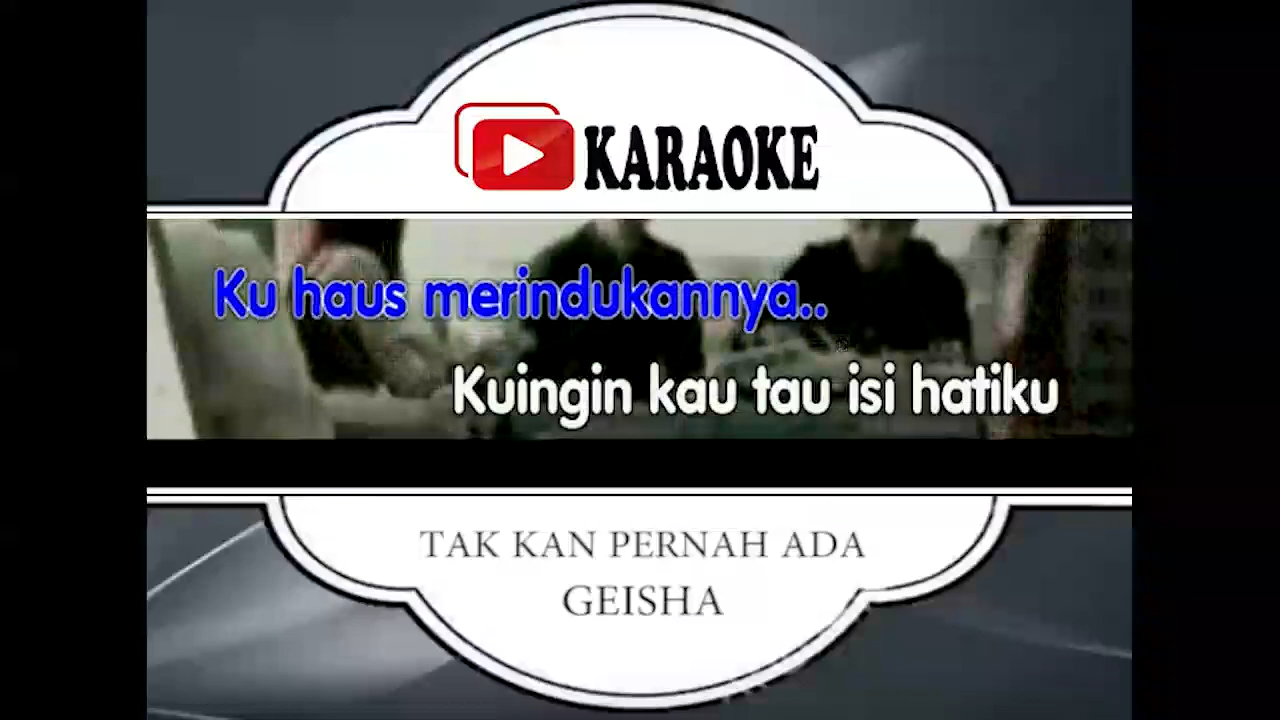 KARAOKE
Ku haus merindukannya..
Kuingin kau tau isi hatiku
TAK KAN PERNAH ADA
GEISHA